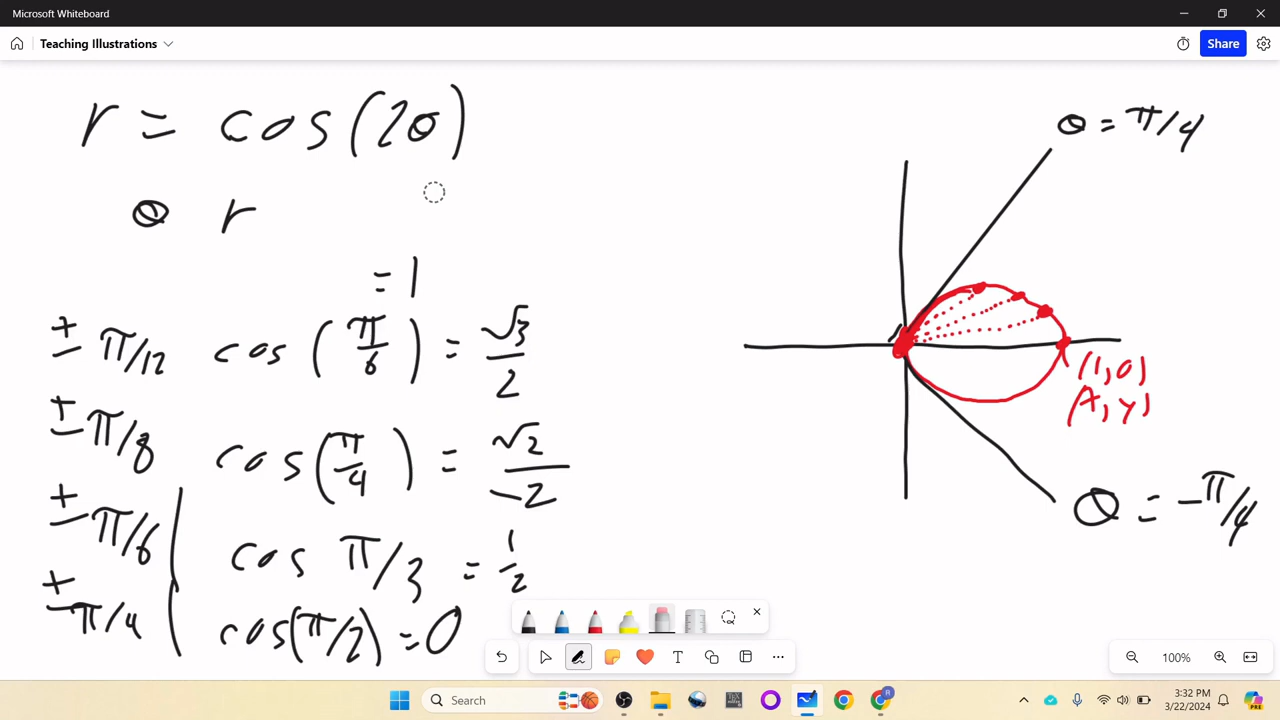 Microsoft Whiteboard
Teaching Illustrations
Share
r = cos(2θ)
θ r
= 1
± π/12 cos(π/6) = √3/2
± π/8 cos(π/4) = √2/2
± π/6 cos π/3 = 1/2
± π/4 cos(π/2) = 0
θ = π/4
(1,0)
θ = -π/4
100%
Search
3:32 PM
3/22/2024